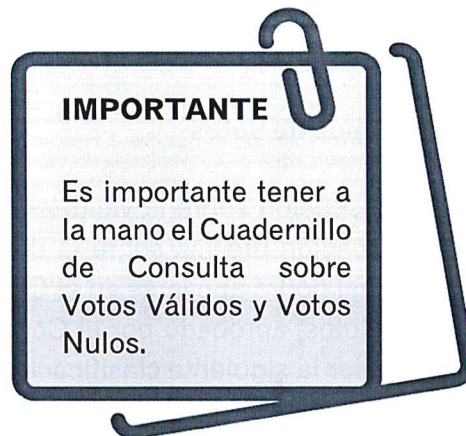 IMPORTANTE
Es importante tener a
la mano el Cuadernillo
de Consulta sobre
Votos Válidos y Votos
Nulos.